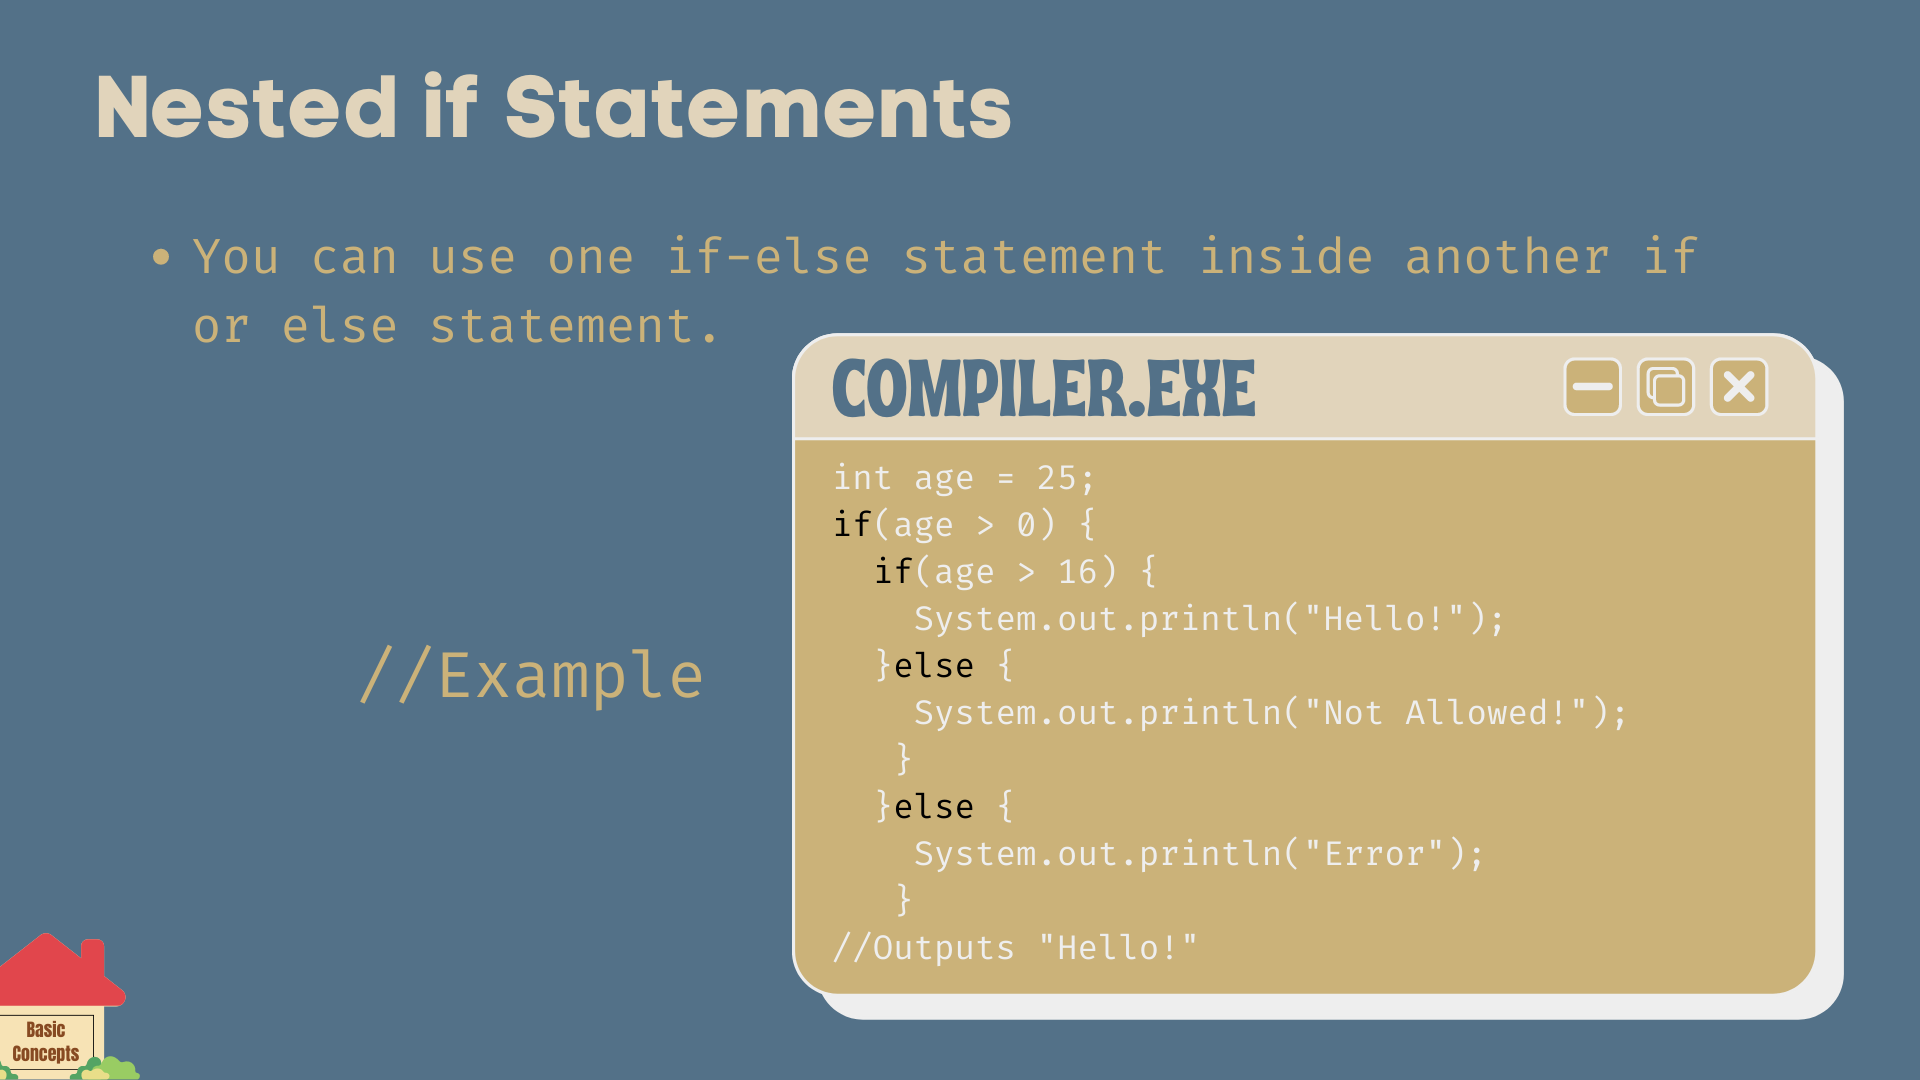 Nested if Statements
• You can use one if-else statement inside another if
or else statement.
COMPILER.EXE
int age = 25;
if(age > 0) {
  if(age > 16) {
    System.out.println("Hello!");
  }else {
    System.out.println("Not Allowed!");
   }
  }else {
    System.out.println("Error");
   }
//Outputs "Hello!"
//Example
Basic
Concepts